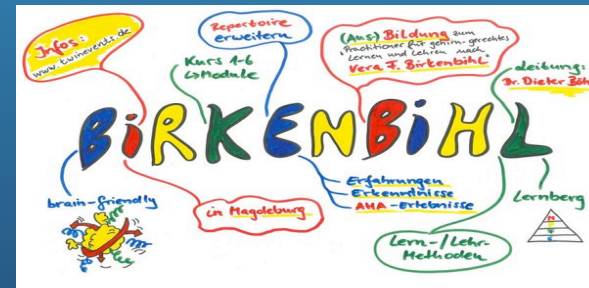 Infos:
www.twinevents.de
Repertoire
erweitern
(Aus-) Bildung zum
"Practitioner für gehirn-gerechtes
Lernen und Lehren nach
Vera F. Birkenbihl"
Kurs 1-6
↳Module
Leitung:
Dr. Dieter Böh
BiRKENBiHL
brain-friendly
in Magdeburg
Erfahrungen
Erkenntnisse
AHA-Erlebnisse
Lern-/Lehr-
Methoden
Lernberg